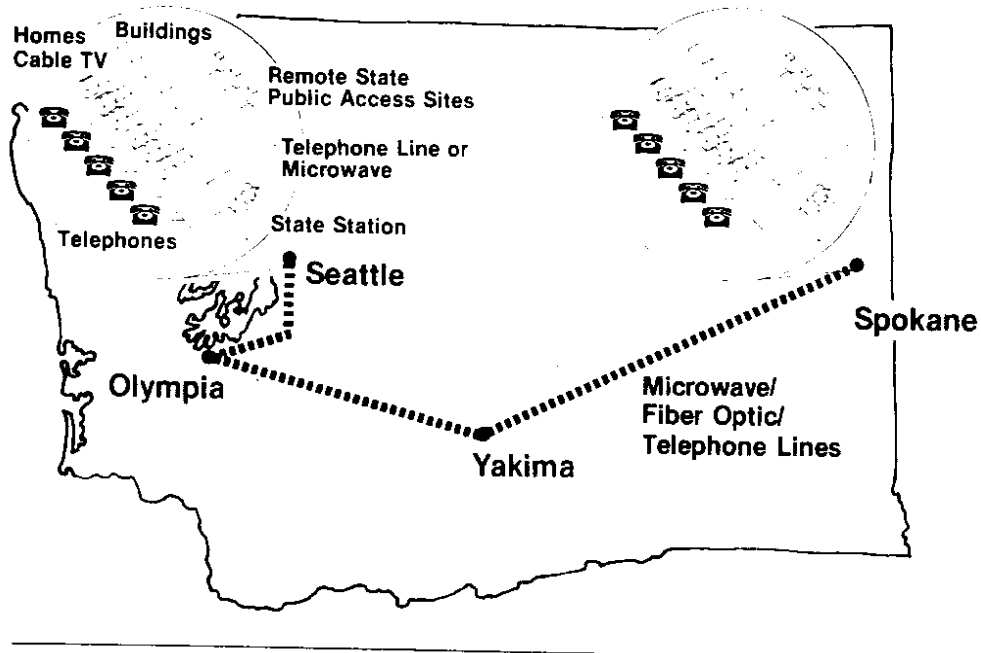 Homes
Cable TV
Buildings
Remote State
Public Access Sites
Telephone Line or
Microwave
Telephones
State Station
Seattle
Olympia
Yakima
Spokane
Microwave/
Fiber Optic/
Telephone Lines